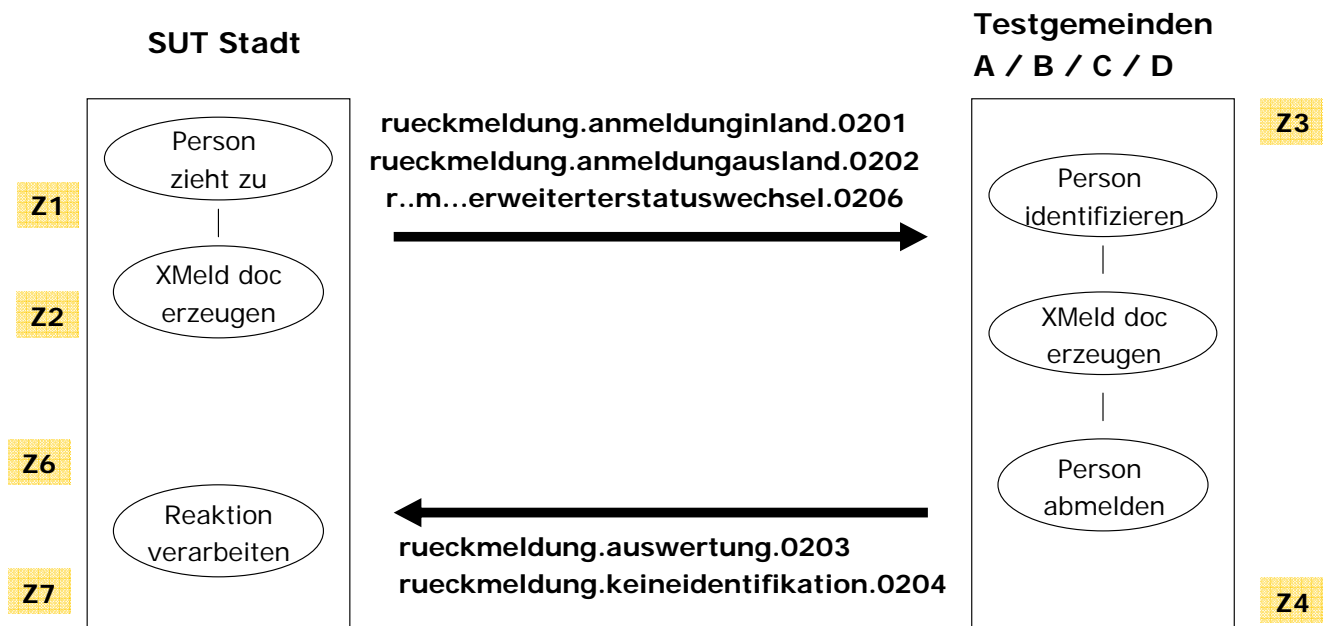 SUT Stadt
Testgemeinden
A / B / C / D
Z1
Z2
Z6
Z7
Person
zieht zu
XMeld doc
erzeugen
Reaktion
verarbeiten
rueckmeldung.anmeldunginland.0201
rueckmeldung.anmeldungausland.0202
r..m...erweiterterstatuswechsel.0206
rueckmeldung.auswertung.0203
rueckmeldung.keineidentifikation.0204
Person
identifizieren
XMeld doc
erzeugen
Person
abmelden
Z3
Z4